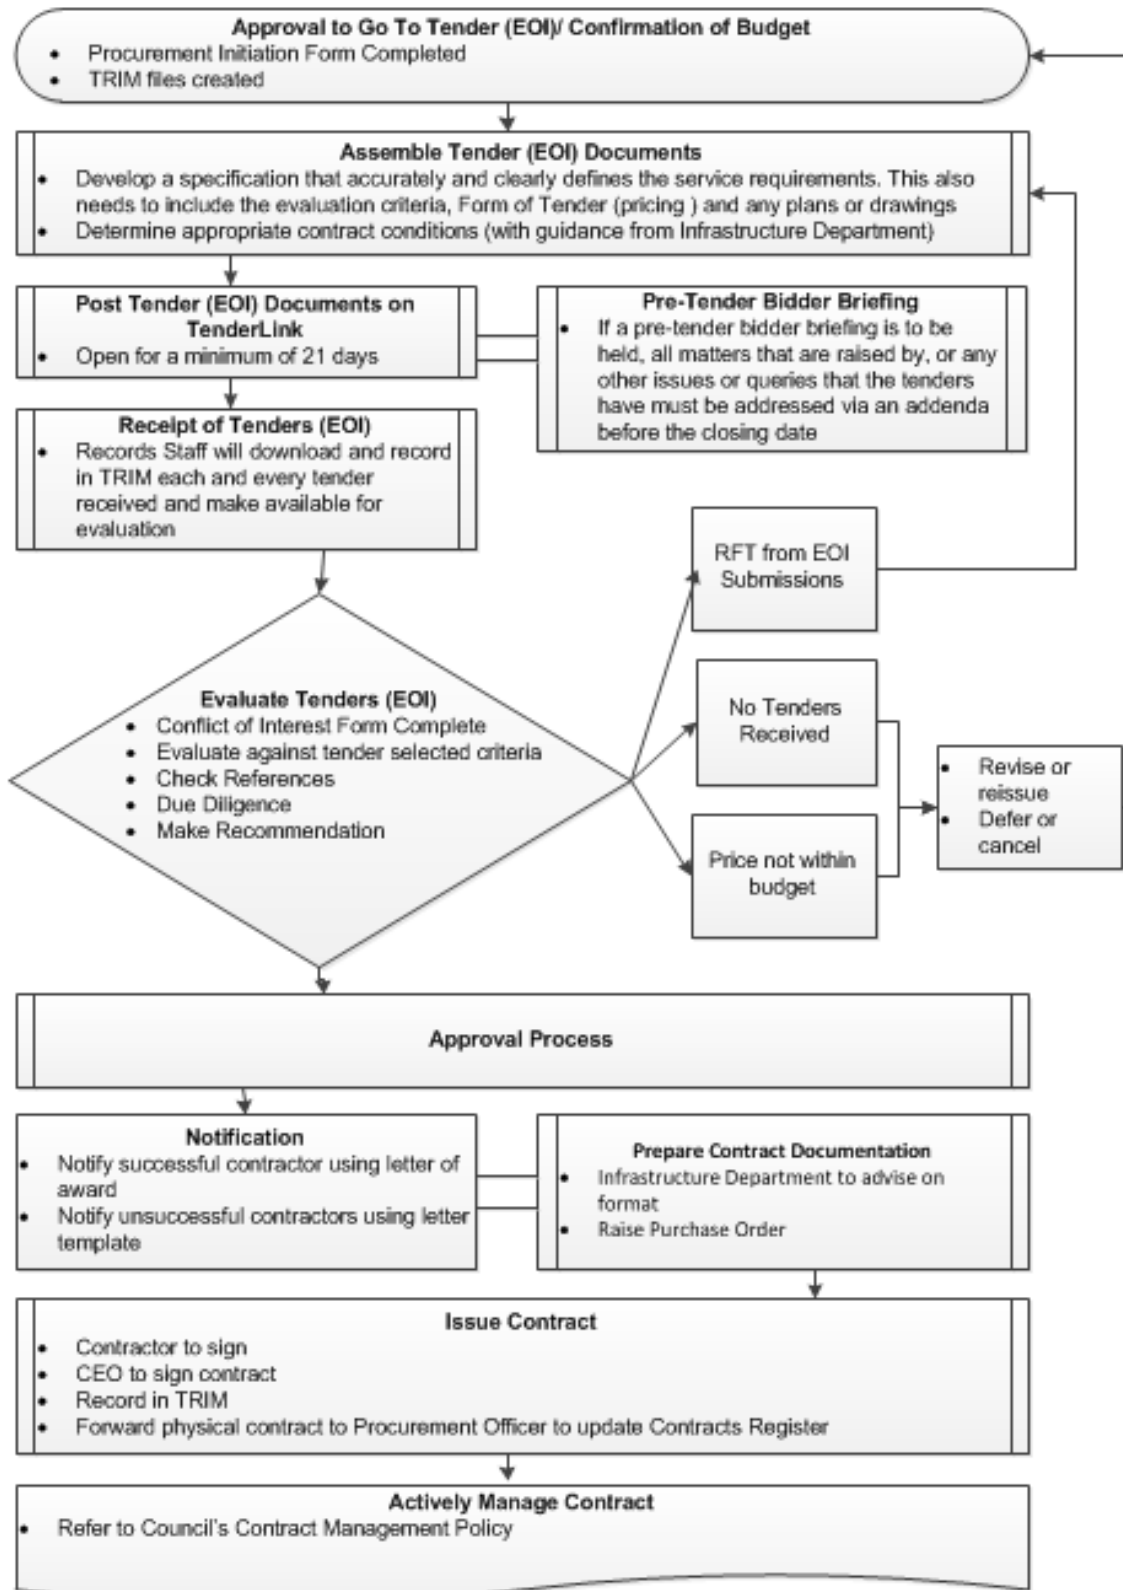 Approval to Go To Tender (EOI)/ Confirmation of Budget
• Procurement Initiation Form Completed
• TRIM files created
Assemble Tender (EOI) Documents
• Develop a specification that accurately and clearly defines the service requirements. This also
needs to include the evaluation criteria, Form of Tender (pricing ) and any plans or drawings
• Determine appropriate contract conditions (with guidance from Infrastructure Department)
Post Tender (EOI) Documents on
TenderLink
• Open for a minimum of 21 days
Pre-Tender Bidder Briefing
• If a pre-tender bidder briefing is to be
held, all matters that are raised by, or any
other issues or queries that the tenders
have must be addressed via an addenda
before the closing date
Receipt of Tenders (EOI)
• Records Staff will download and record
in TRIM each and every tender
received and make available for
evaluation
RFT from EOI
Submissions
Evaluate Tenders (EOI)
• Conflict of Interest Form Complete
• Evaluate against tender selected criteria
• Check References
• Due Diligence
• Make Recommendation
No Tenders
Received
Price not within
budget
• Revise or
reissue
• Defer or
cancel
Approval Process
Notification
• Notify successful contractor using letter of
award
• Notify unsuccessful contractors using letter
template
Prepare Contract Documentation
• Infrastructure Department to advise on
format
• Raise Purchase Order
Issue Contract
• Contractor to sign
• CEO to sign contract
• Record in TRIM
• Forward physical contract to Procurement Officer to update Contracts Register
Actively Manage Contract
• Refer to Council's Contract Management Policy